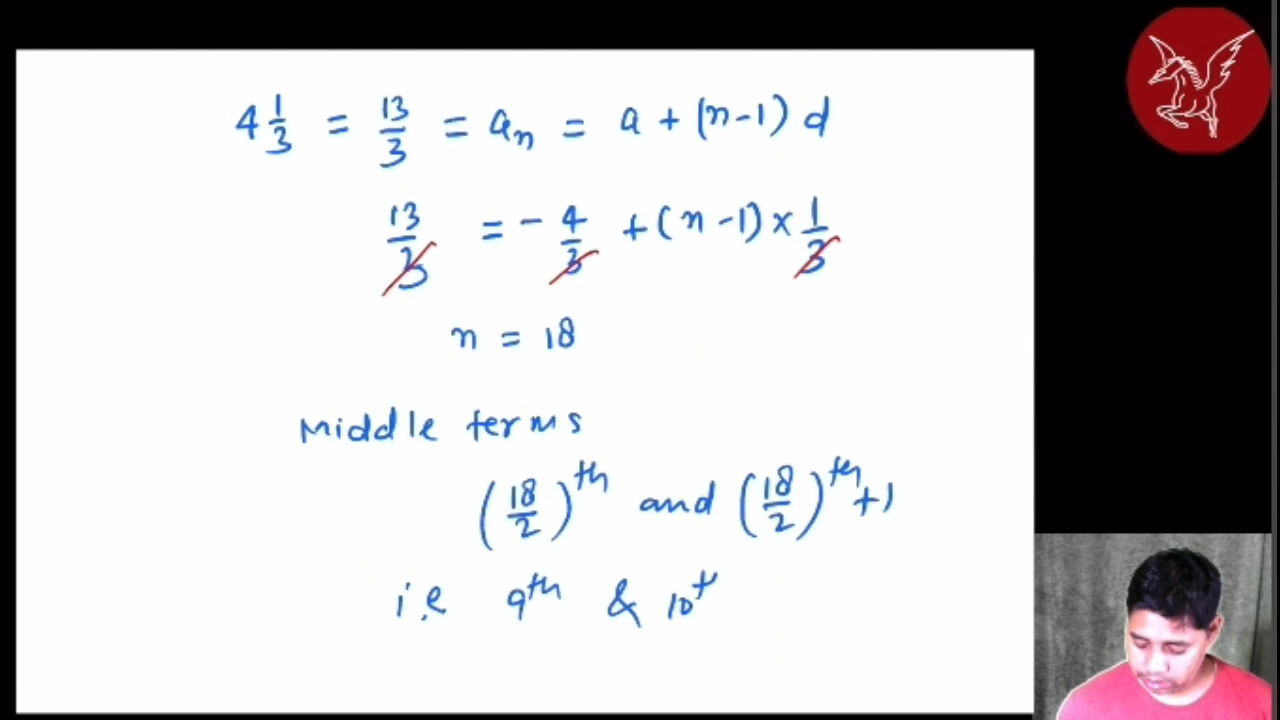 4 1/3 = 13/3 = aₙ = a + (n-1) d
13/3 = - 4/3 + (n-1) × 1/3
n = 18
Middle terms
(18/2)ᵗʰ and (18/2)ᵗʰ +1
i.e 9ᵗʰ & 10ᵗ